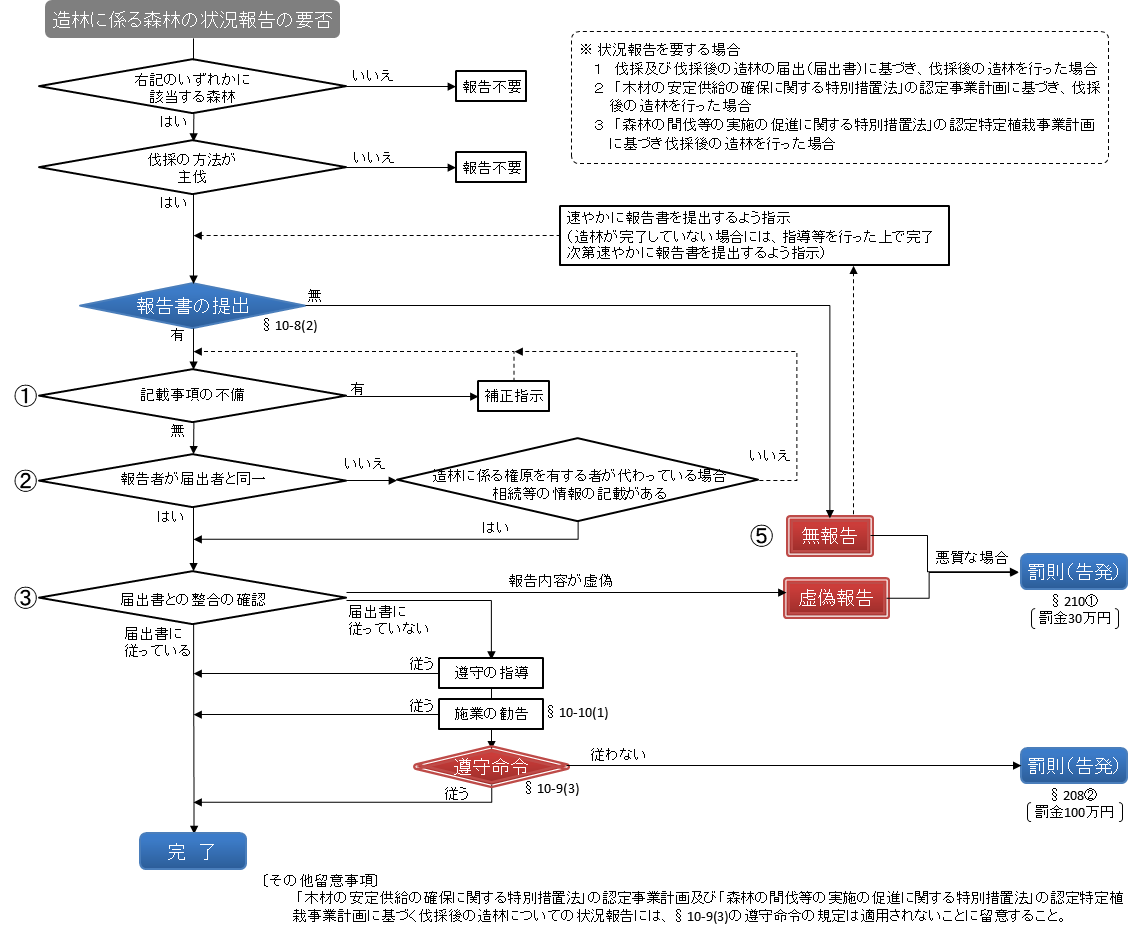 造林に係る森林の状況報告の要否
※ 状況報告を要する場合
1　伐採及び伐採後の造林の届出(届出書)に基づき、伐採後の造林を行った場合
2　「木材の安定供給の確保に関する特別措置法」の認定事業計画に基づき、伐採
後の造林を行った場合
3　「森林の間伐等の実施の促進に関する特別措置法」の認定特定植栽事業計画
に基づき伐採後の造林を行った場合
右記のいずれかに
該当する森林
いいえ
報告不要
はい
伐採の方法が
主伐
いいえ
報告不要
はい
速やかに報告書を提出するよう指示
(造林が完了していない場合には、指導等を行った上で完了
次第速やかに報告書を提出するよう指示)
報告書の提出
無
§10-8(2)
有
①
記載事項の不備
有
補正指示
無
②
報告者が届出者と同一
いいえ
造林に係る権原を有する者が代わっている場合
相続等の情報の記載がある
いいえ
はい
はい
⑤
無報告
悪質な場合
罰則(告発)
§210①
〔罰金30万円〕
③
届出書との整合の確認
報告内容が虚偽
虚偽報告
届出書に
従っていない
届出書に
従っている
従う
遵守の指導
従う
施業の勧告
§10-10(1)
遵守命令
従わない
§10-9(3)
従う
罰則(告発)
§208②
〔罰金100万円〕
完 了
〔その他留意事項〕
「木材の安定供給の確保に関する特別措置法」の認定事業計画及び「森林の間伐等の実施の促進に関する特別措置法」の認定特定植
栽事業計画に基づく伐採後の造林についての状況報告には、§10-9(3)の遵守命令の規定は適用されないことに留意すること。